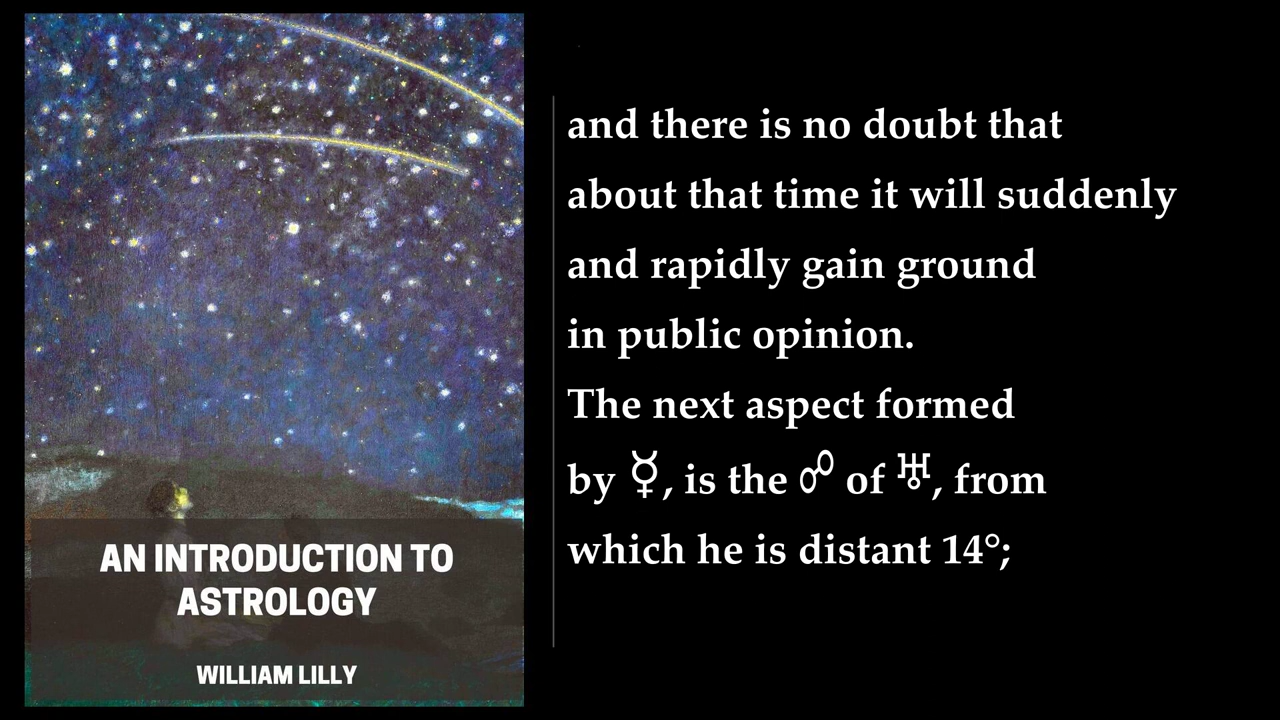 AN INTRODUCTION TO
ASTROLOGY
WILLIAM LILLY
and there is no doubt that
about that time it will suddenly
and rapidly gain ground
in public opinion.
The next aspect formed
by ☿, is the ☍ of ♅, from
which he is distant 14°;